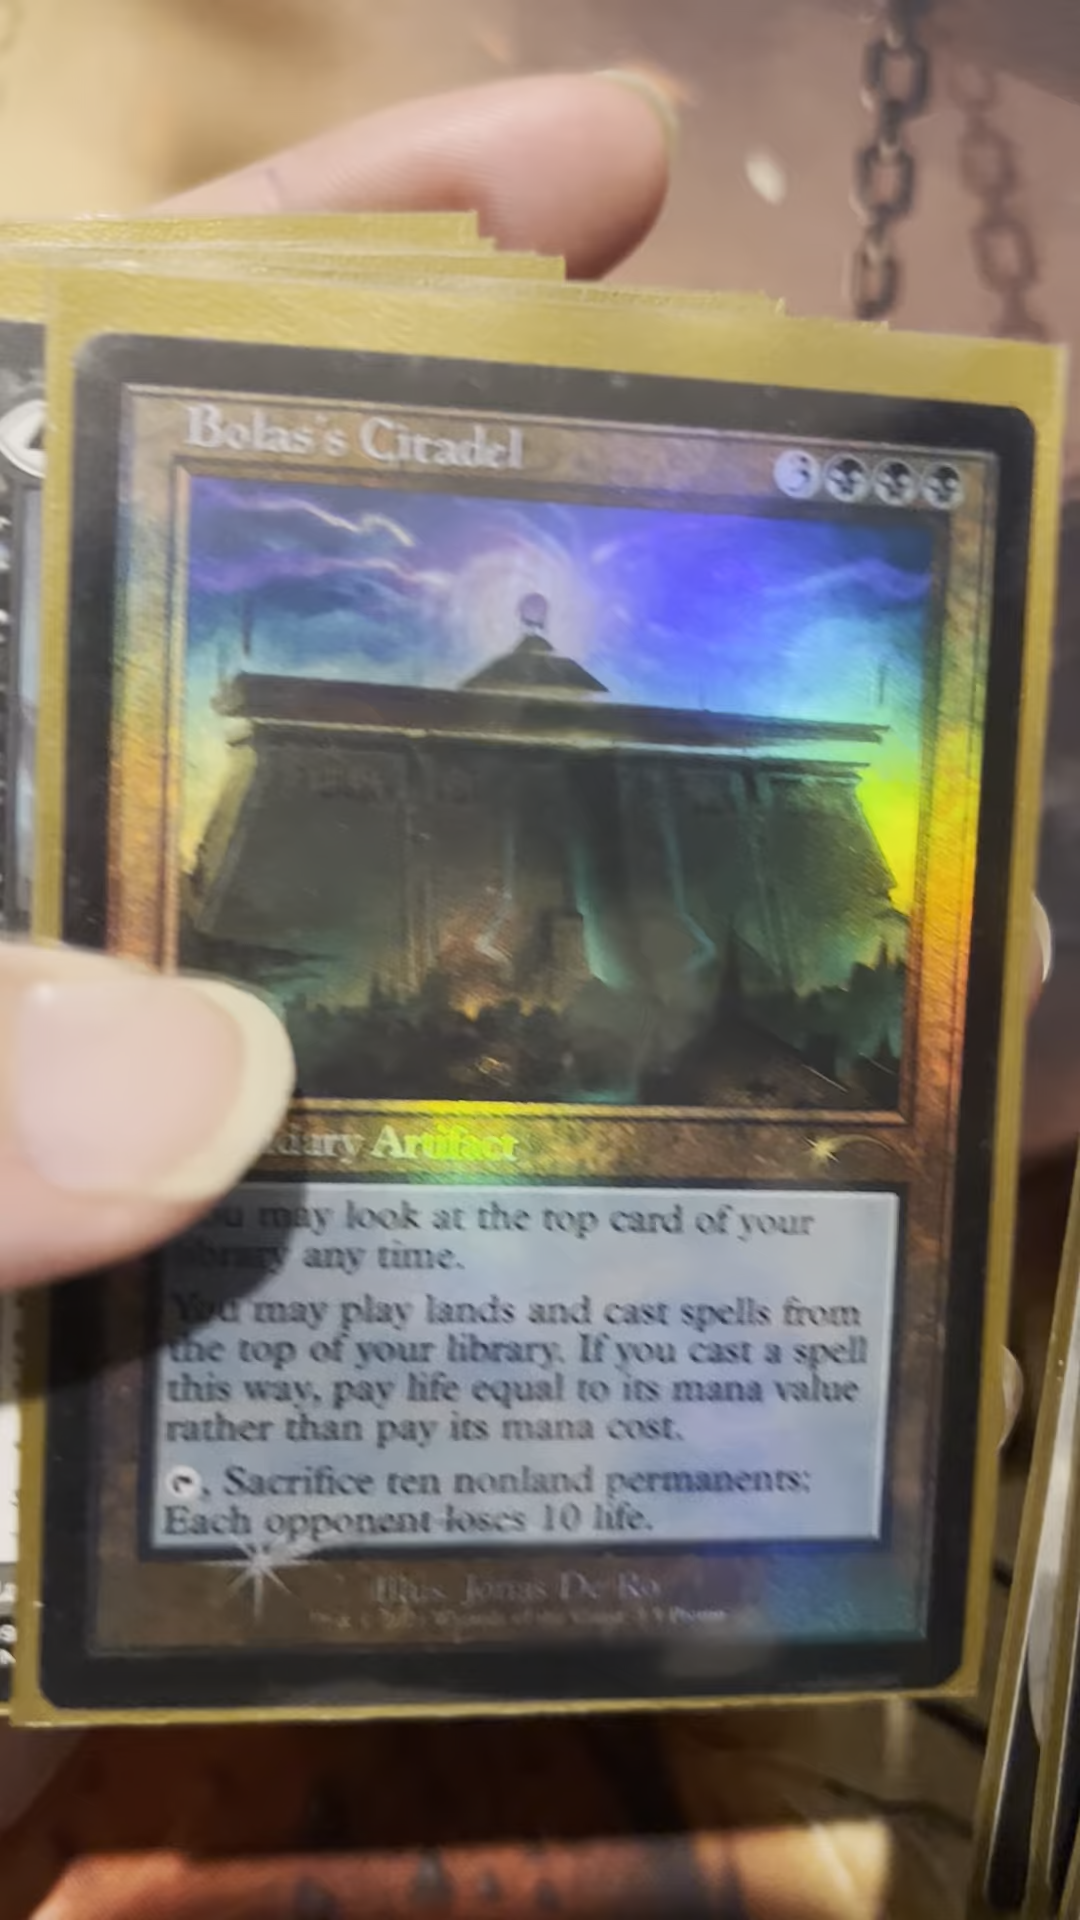 Bolas's Citadel
3
dary Artifact
may look at the top card of your
library any time.
You may play lands and cast spells from
the top of your library. If you cast a spell
this way, pay life equal to its mana value
rather than pay its mana cost.
, Sacrifice ten nonland permanents:
Each opponent loses 10 life.
Illus. Jonas De Ro
Wizards of the Coast